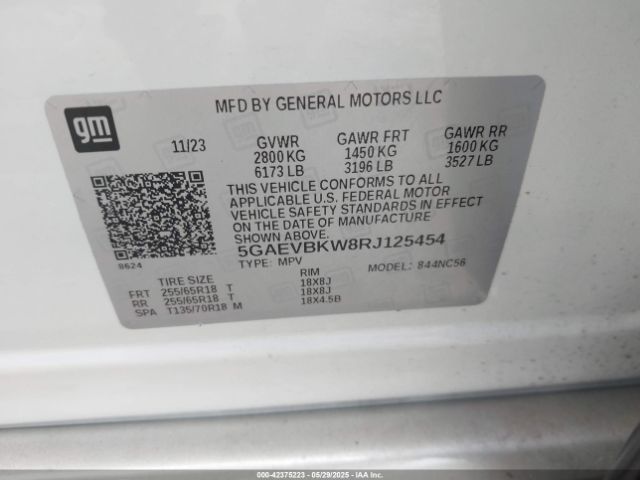 gm
MFD BY GENERAL MOTORS LLC
11/23 GVWR GAWR FRT GAWR RR
2800 KG 1450 KG 1600 KG
6173 LB 3196 LB 3527 LB
THIS VEHICLE CONFORMS TO ALL
APPLICABLE U.S. FEDERAL MOTOR
VEHICLE SAFETY STANDARDS IN EFFECT
ON THE DATE OF MANUFACTURE
SHOWN ABOVE
5GAEVBKW8RJ125454
8624
TYPE: MPV MODEL: 844NC56
TIRE SIZE RIM
FRT 255/65R18 T 18X8J
RR 255/65R18 T 18X8J
SPA T135/70R18 M 18X4.5B
000-42375223 - 05/29/2025 - IAAI.COM